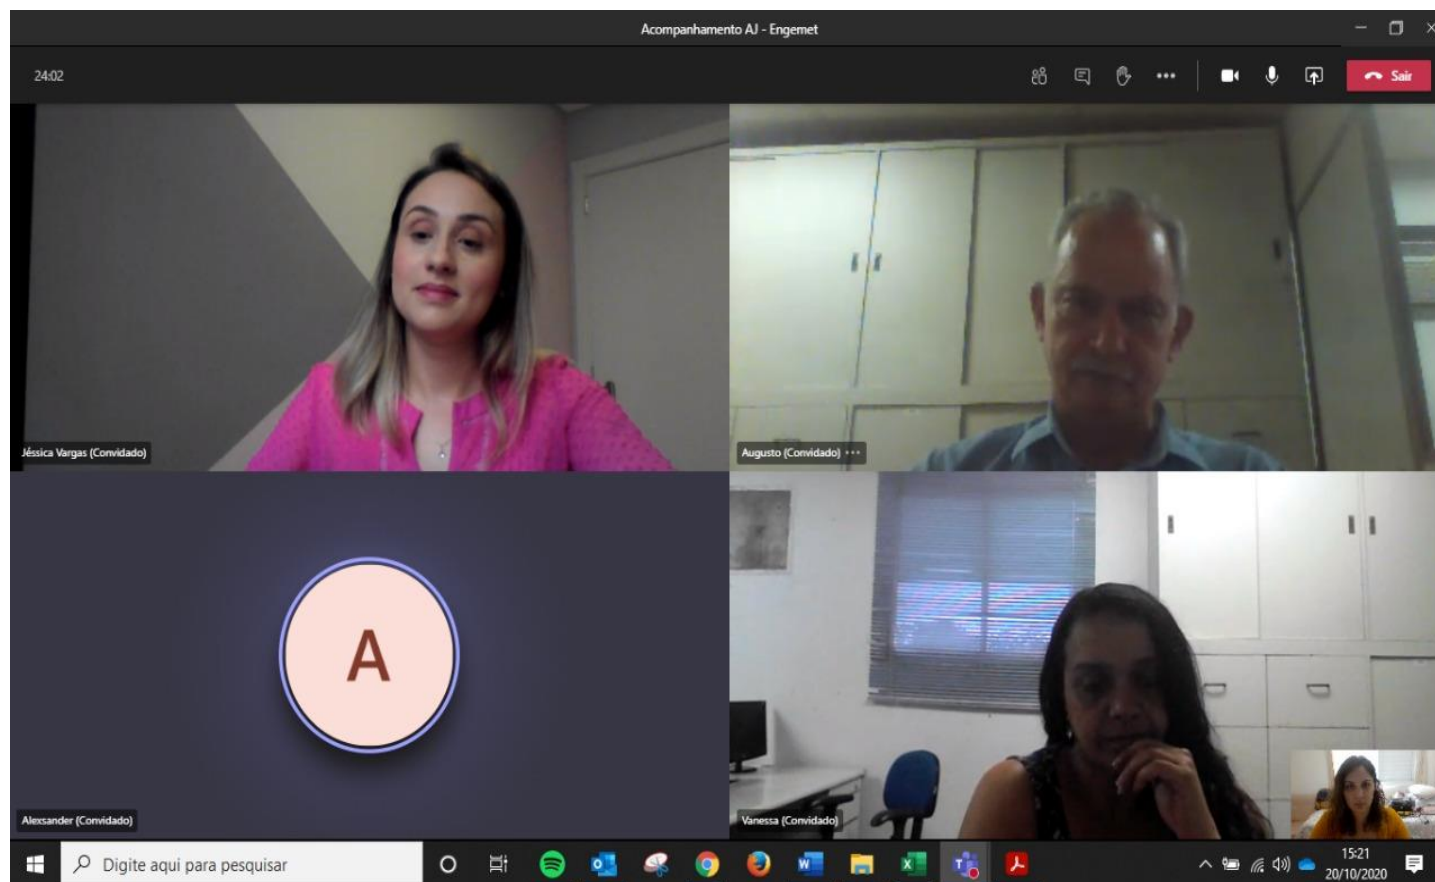 Acompanhamento AJ - Engemet
24:02
Sair
Jéssica Vargas (Convidado)
Augusto (Convidado)
A
Alexsander (Convidado)
Vanessa (Convidado)
Digite aqui para pesquisar
15:21
20/10/2020